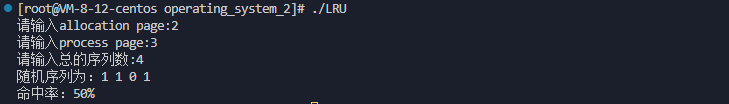 [root@VM-8-12-centos operating_system_2]# ./LRU
请输入allocation page:2
请输入process page:3
请输入总的序列数:4
随机序列为：1 1 0 1
命中率：50%